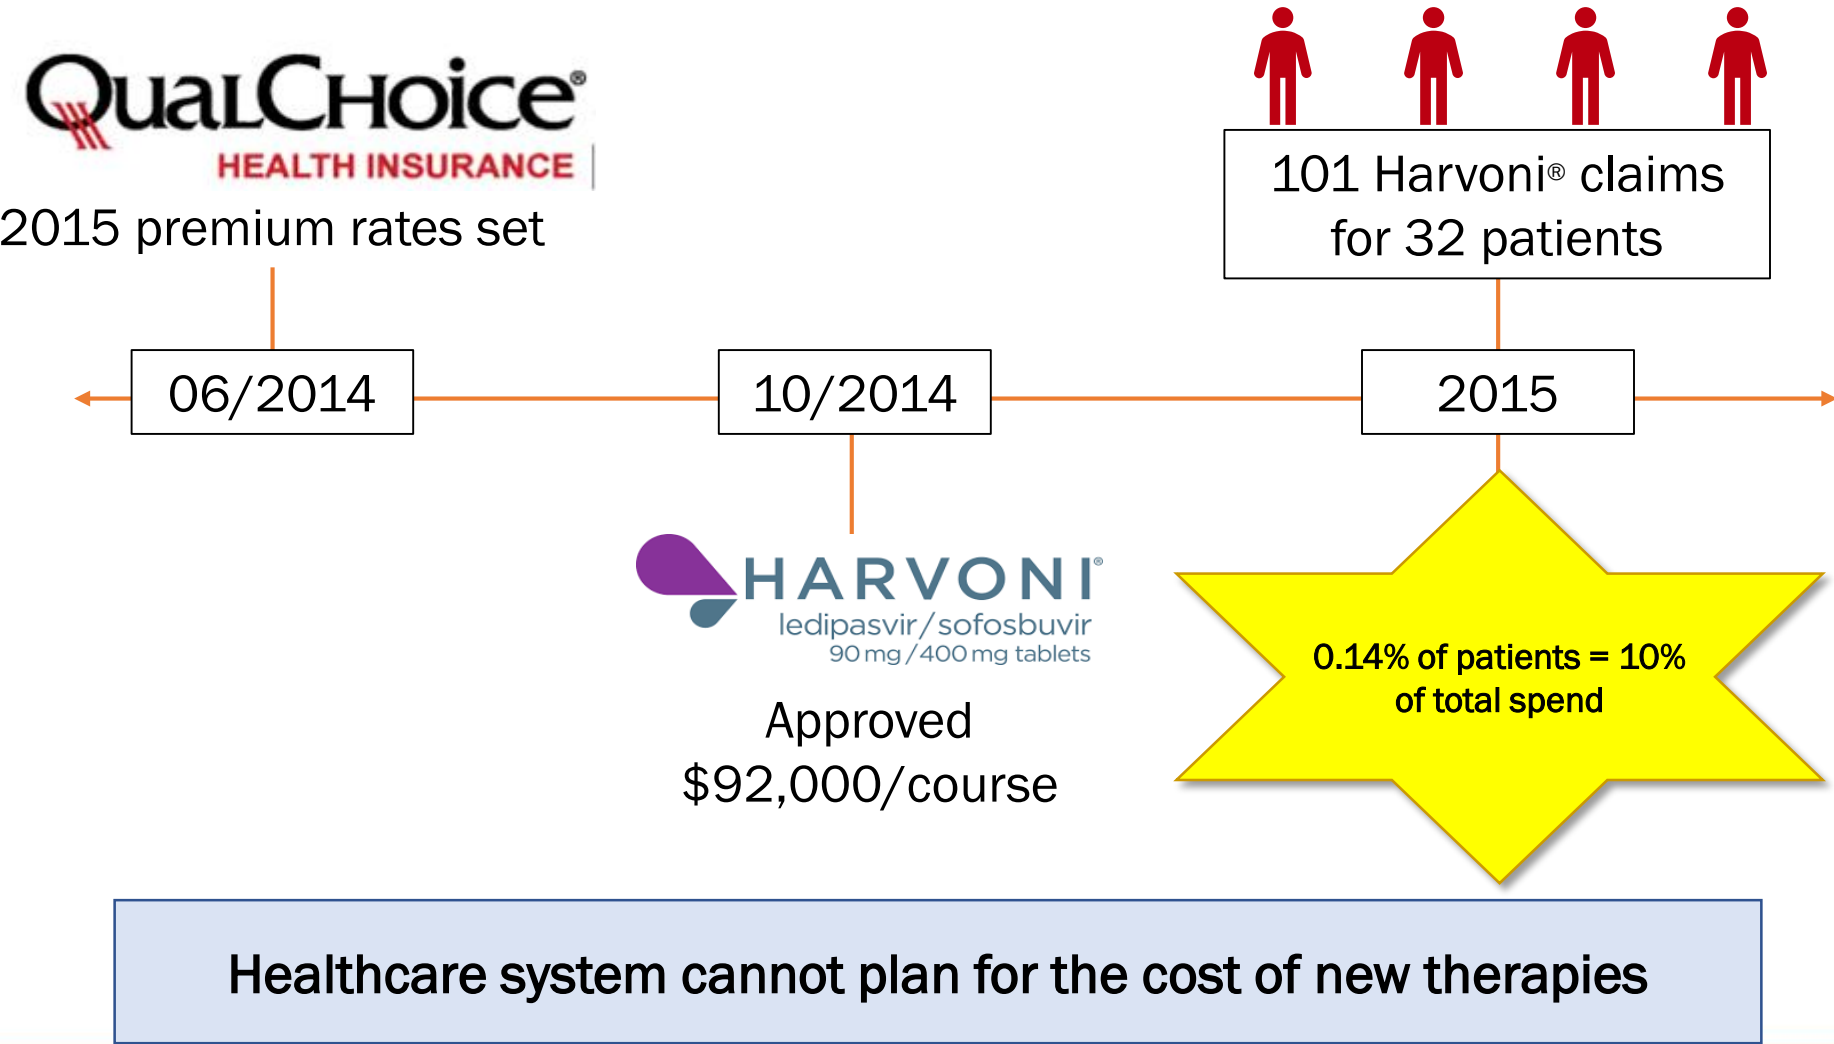 QualChoice®
HEALTH INSURANCE
2015 premium rates set
101 Harvoni® claims
for 32 patients
06/2014
10/2014
2015
HARVONI®
ledipasvir/sofosbuvir
90 mg/400 mg tablets
Approved
$92,000/course
0.14% of patients = 10%
of total spend
Healthcare system cannot plan for the cost of new therapies